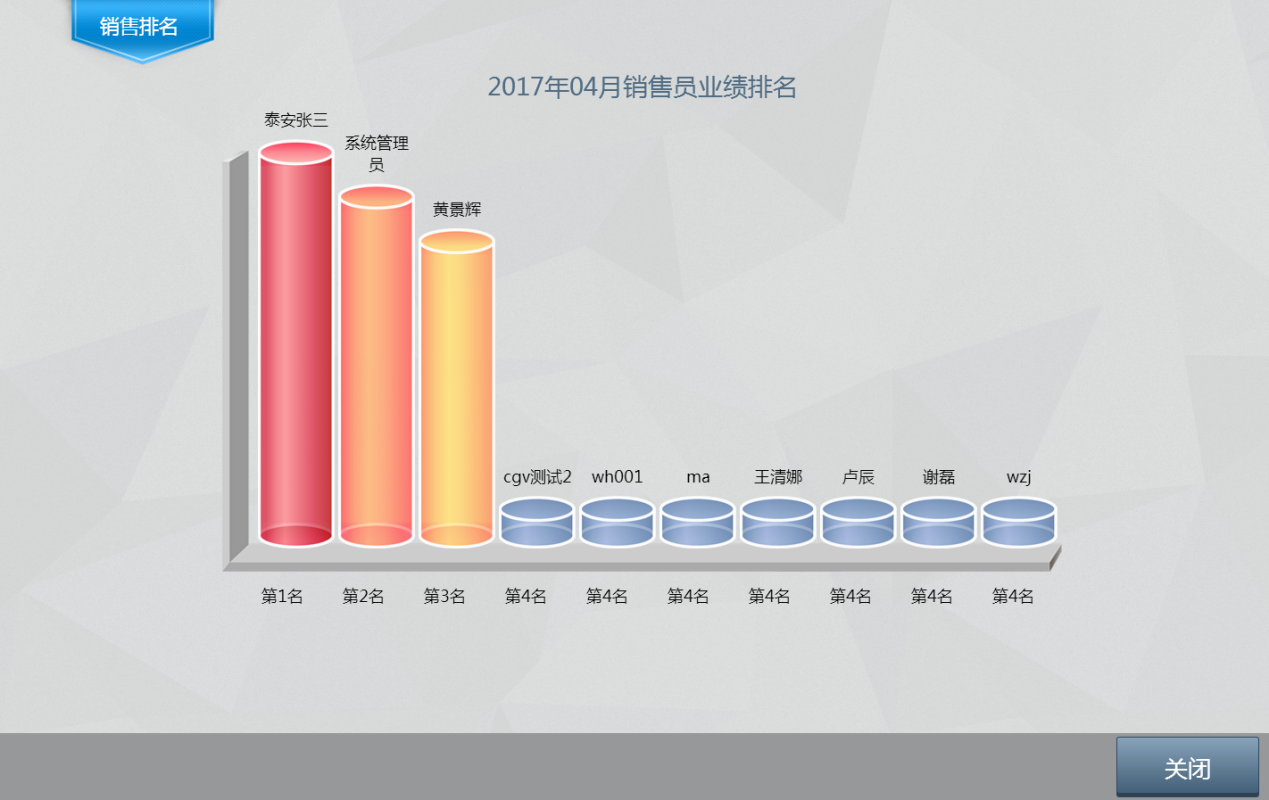 销售排名
2017年04月销售员业绩排名
泰安张三
系统管理
员
黄景辉
cgv测试2
wh001
ma
王清娜
卢辰
谢磊
wzj
第1名
第2名
第3名
第4名
第4名
第4名
第4名
第4名
第4名
第4名
关闭